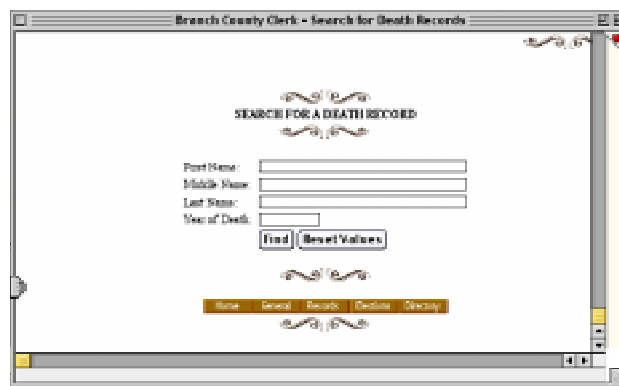 Branch County Clerk - Search for Death Records
SEARCH FOR A DEATH RECORD
First Name:
Middle Name:
Last Name:
Year of Death:
Find Reset Values
Home General Records Elections Directory